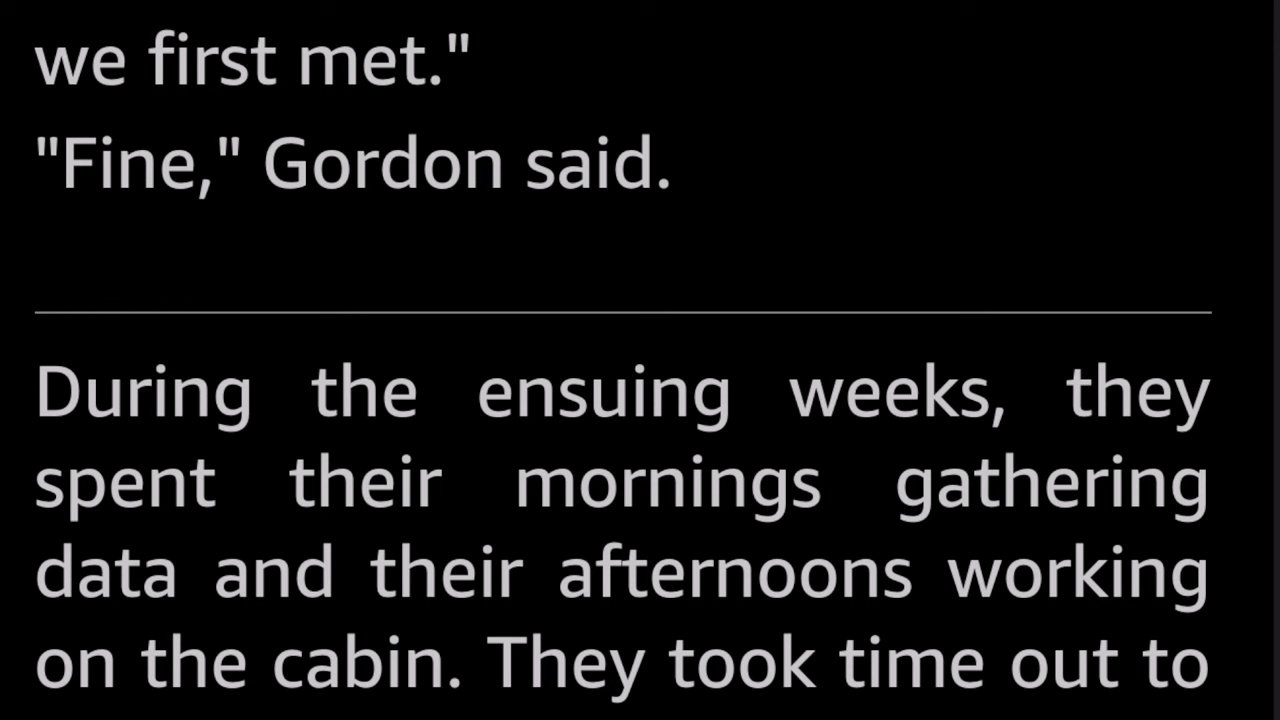 we first met."
"Fine," Gordon said.
During the ensuing weeks, they
spent their mornings gathering
data and their afternoons working
on the cabin. They took time out to